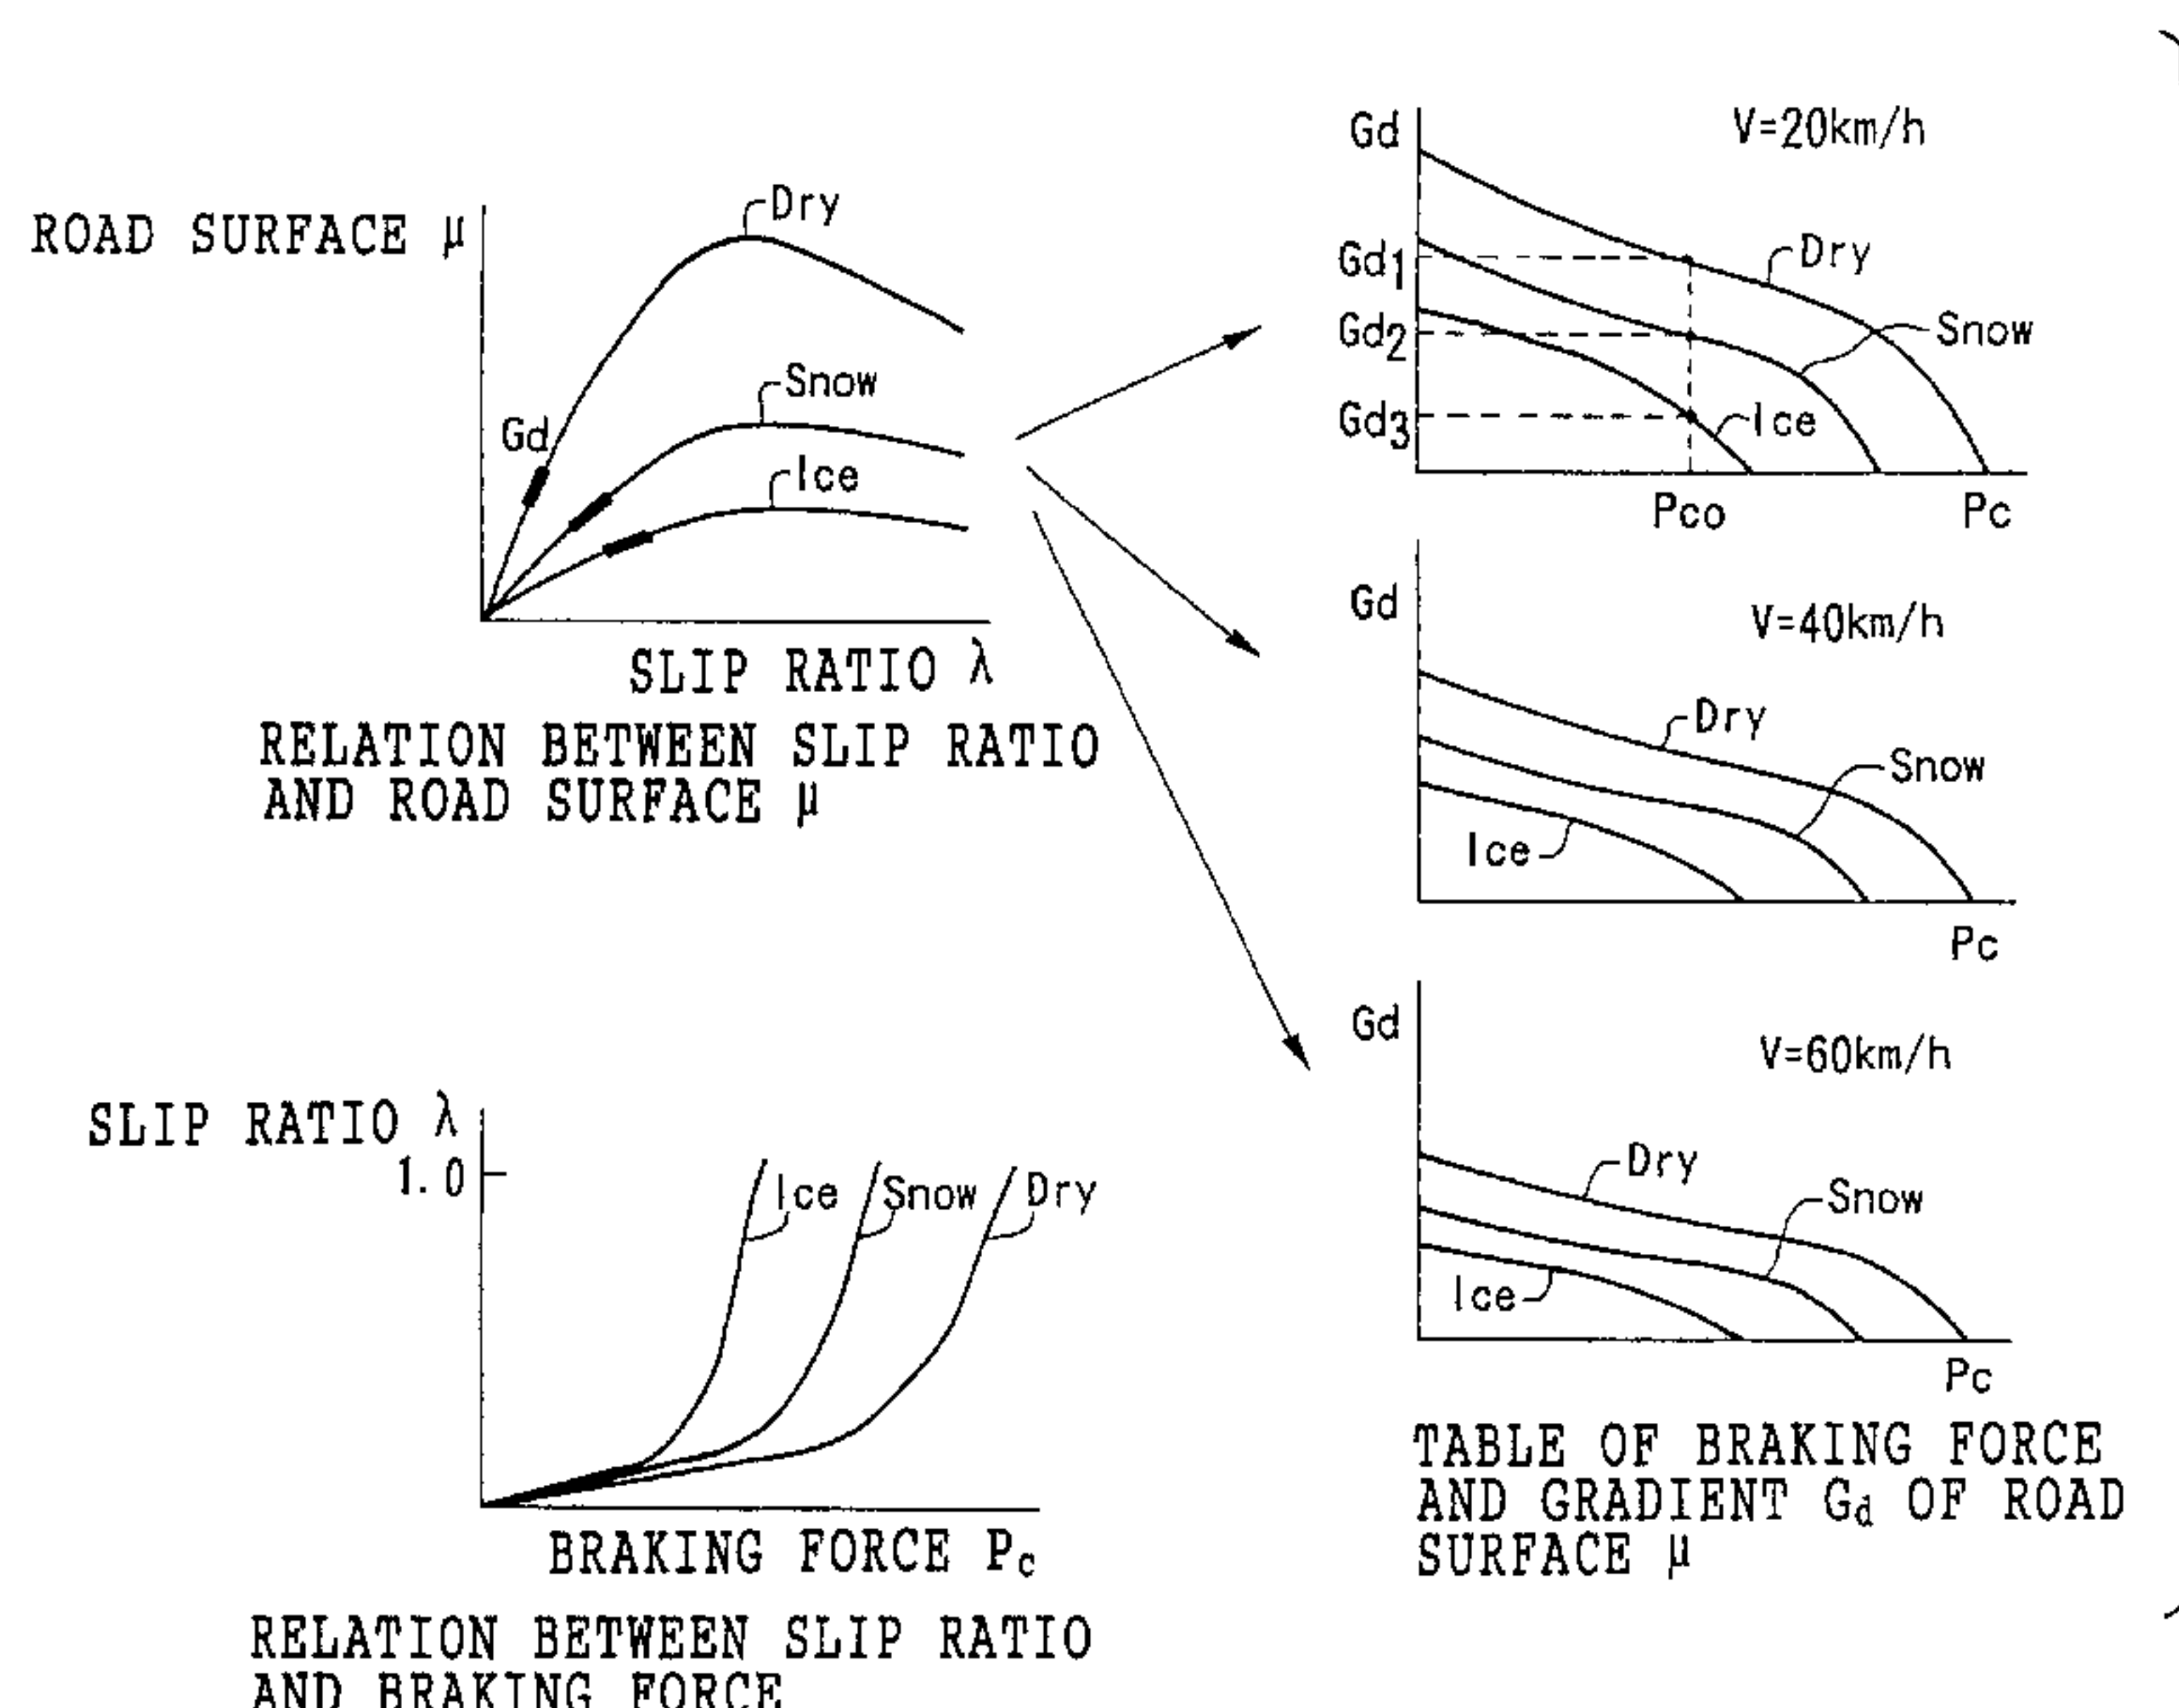 ROAD SURFACE μ
Dry
Snow
Ice
Gd
SLIP RATIO λ
RELATION BETWEEN SLIP RATIO
AND ROAD SURFACE μ
SLIP RATIO λ
1.0
Ice
Snow
Dry
BRAKING FORCE Pc
RELATION BETWEEN SLIP RATIO
AND BRAKING FORCE
Gd
V=20km/h
Gd1
Dry
Gd2
Snow
Gd3
Ice
Pco
Pc
Gd
V=40km/h
Dry
Snow
Ice
Pc
Gd
V=60km/h
Dry
Snow
Ice
Pc
TABLE OF BRAKING FORCE
AND GRADIENT Gd OF ROAD
SURFACE μ